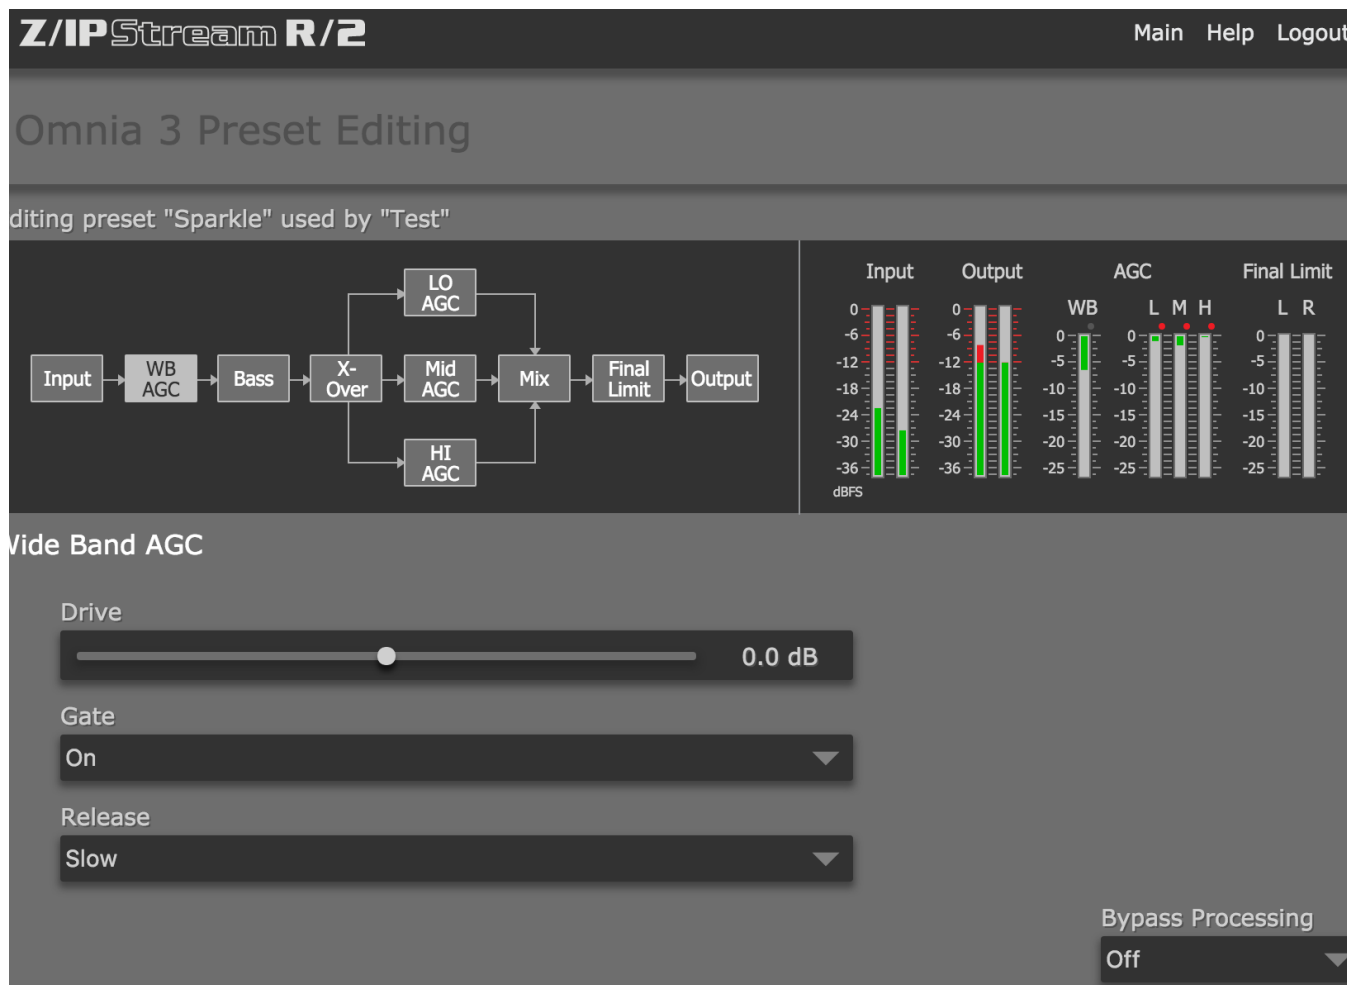 Z/IPStream R/2
Main Help Logout
Omnia 3 Preset Editing
diting preset "Sparkle" used by "Test"
Input
WB
AGC
Bass
X-
Over
LO
AGC
Mid
AGC
HI
AGC
Mix
Final
Limit
Output
Input Output AGC Final Limit
WB L M H L R
0
-6
-12
-18
-24
-30
-36
dBFS
0
-6
-12
-18
-24
-30
-36
0
-5
-10
-15
-20
-25
0
-5
-10
-15
-20
-25
0
-5
-10
-15
-20
-25
Wide Band AGC
Drive
0.0 dB
Gate
On
Release
Slow
Bypass Processing
Off